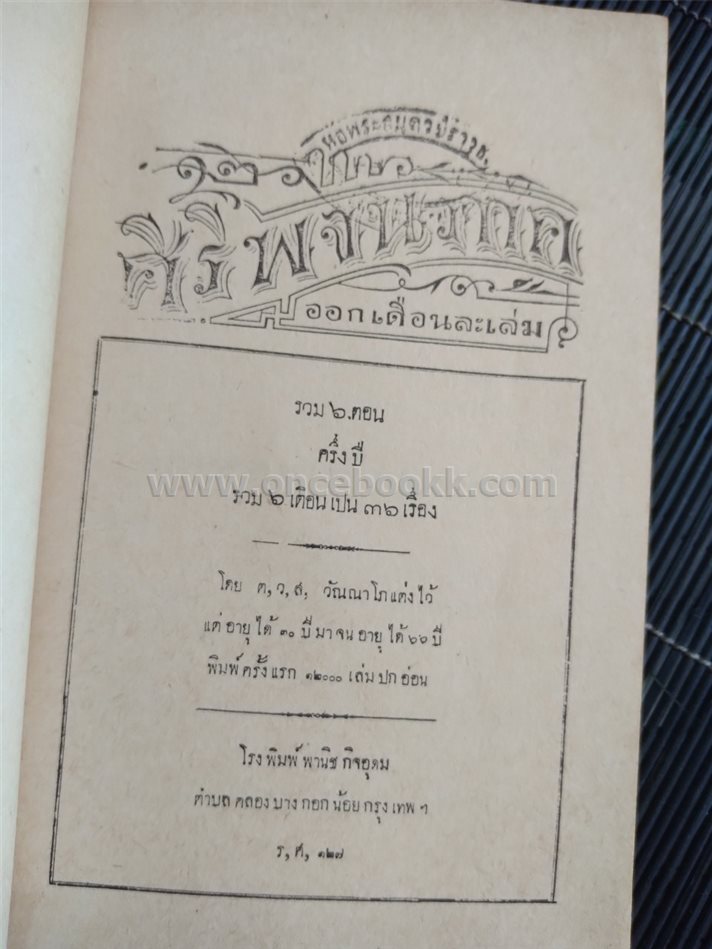 หอพระสมุดวชิราวุธ
ศิริพจนภาค
ออกเดือนละเล่ม
รวม ๖ ตอน
ครึ่ง ปี
www.oncebookk.com
รวม ๖ เดือน เปน ๓๖ เรื่อง
โดย ต, ว, ส, วัณณาโภ แต่งไว้
แต่ อายุ ได้ ๓๐ ปี มา จน อายุ ได้ ๖๖ ปี
พิมพ์ ครั้ง แรก ๑๒๐๐๐ เล่ม ปก อ่อน
โรง พิมพ์ พานิช กิจอุดม
ตำบล คลอง บาง กอก น้อย กรุง เทพ ฯ
ร, ศ, ๑๒๗